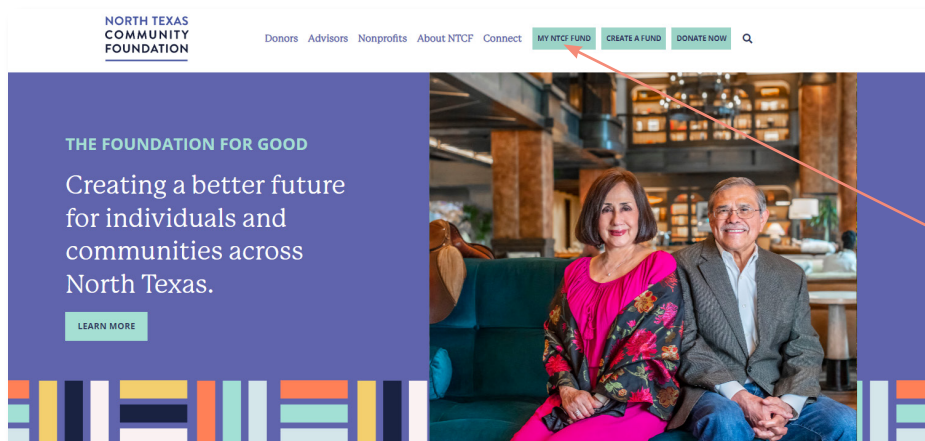 NORTH TEXAS
COMMUNITY
FOUNDATION
Donors Advisors Nonprofits About NTCF Connect MY NTCF FUND CREATE A FUND DONATE NOW
THE FOUNDATION FOR GOOD
Creating a better future
for individuals and
communities across
North Texas.
LEARN MORE